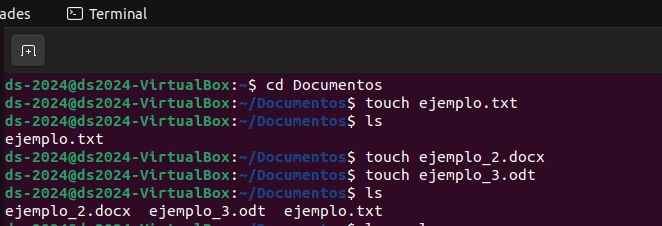 ades Terminal
ds-2024@ds2024-VirtualBox:~$ cd Documentos
ds-2024@ds2024-VirtualBox:~/Documentos$ touch ejemplo.txt
ds-2024@ds2024-VirtualBox:~/Documentos$ ls
ejemplo.txt
ds-2024@ds2024-VirtualBox:~/Documentos$ touch ejemplo_2.docx
ds-2024@ds2024-VirtualBox:~/Documentos$ touch ejemplo_3.odt
ds-2024@ds2024-VirtualBox:~/Documentos$ ls
ejemplo_2.docx  ejemplo_3.odt  ejemplo.txt